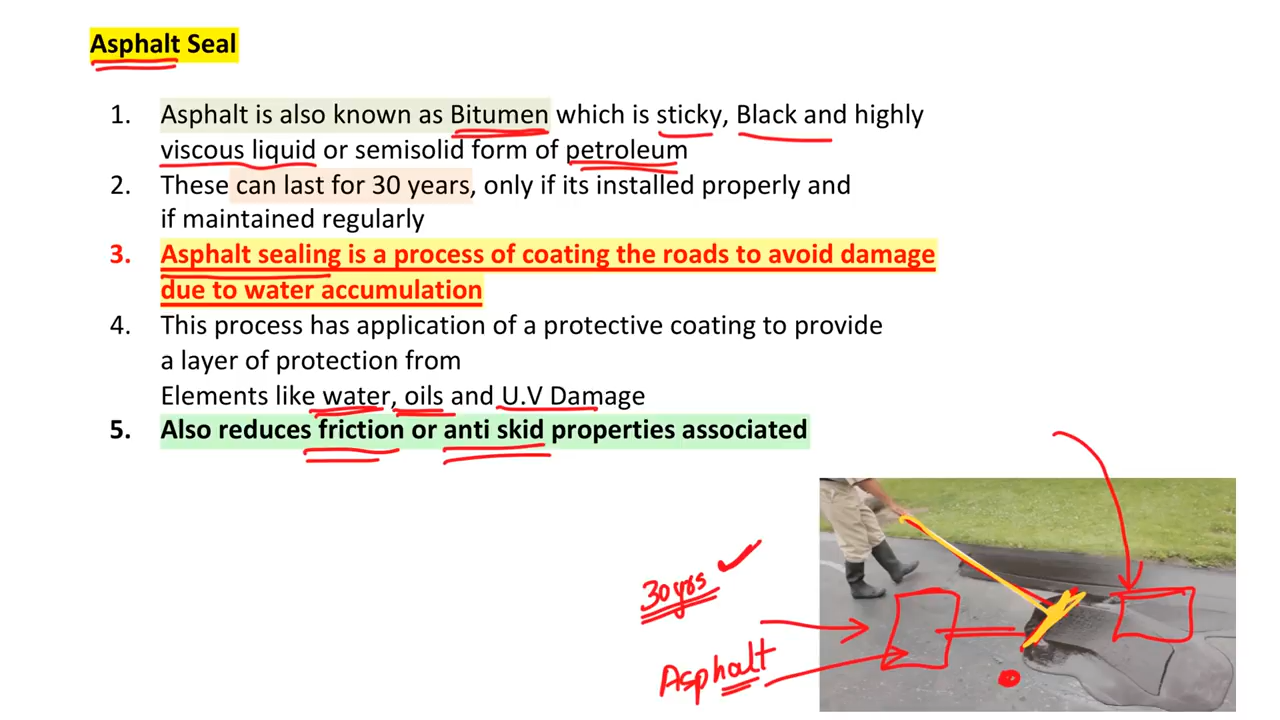 Asphalt Seal
1. Asphalt is also known as Bitumen which is sticky, Black and highly
viscous liquid or semisolid form of petroleum
2. These can last for 30 years, only if its installed properly and
if maintained regularly
3. Asphalt sealing is a process of coating the roads to avoid damage
due to water accumulation
4. This process has application of a protective coating to provide
a layer of protection from
Elements like water, oils and U.V Damage
5. Also reduces friction or anti skid properties associated
30yrs
Asphalt